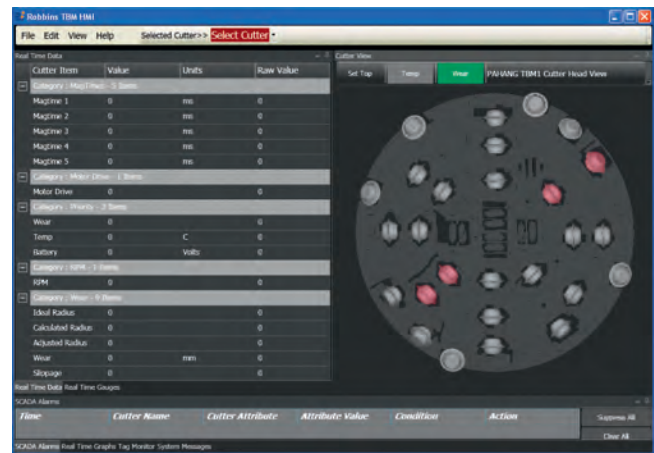 Robbins TBM HMI
File Edit View Help Selected Cutter>> Select Cutter
Real Time Data
Cutter View
Cutter Item Value Units Raw Value
Set Top Temp Wear PAHANG TBM1 Cutter Head View
Category : MagTimes - 5 Items
Magtime 1 0 ms 0
Magtime 2 0 ms 0
Magtime 3 0 ms 0
Magtime 4 0 ms 0
Magtime 5 0 ms 0
Category : Motor Drive - 1 Items
Motor Drive 0 0
Category : Priority - 3 Items
Wear 0 0
Temp 0 C 0
Battery 0 Volts 0
Category : RPM - 1 Items
RPM 0 0
Category : Wear - 9 Items
Ideal Radius 0 0
Calculated Radius 0 0
Adjusted Radius 0 0
Wear 0 mm 0
Slippage 0 0
Real Time Data Real Time Gauges
SCADA Alarms
Time Cutter Name Cutter Attribute Attribute Value Condition Action
Suppress All
Clear All
SCADA Alarms Real Time Graphs Tag Monitor System Messages